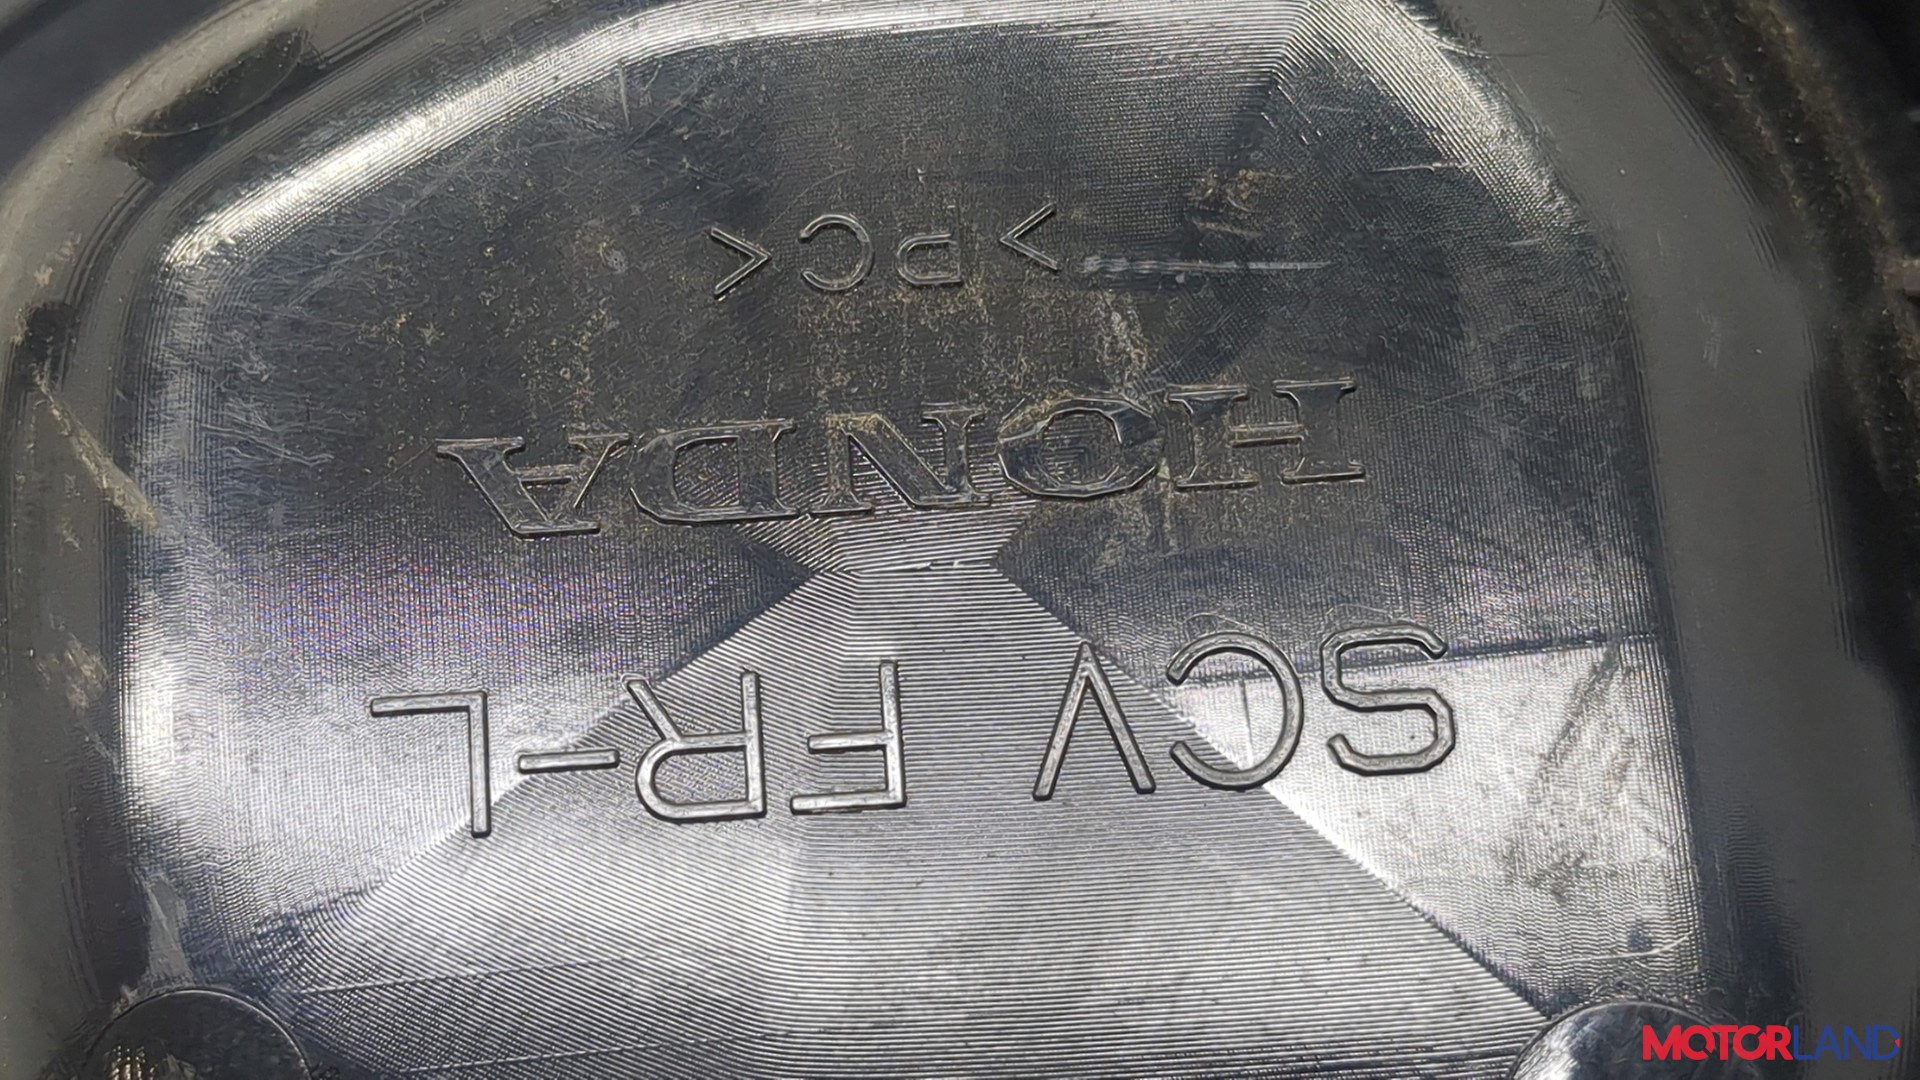 SCV FR-L
HONDA
>PC<
MOTORLAND